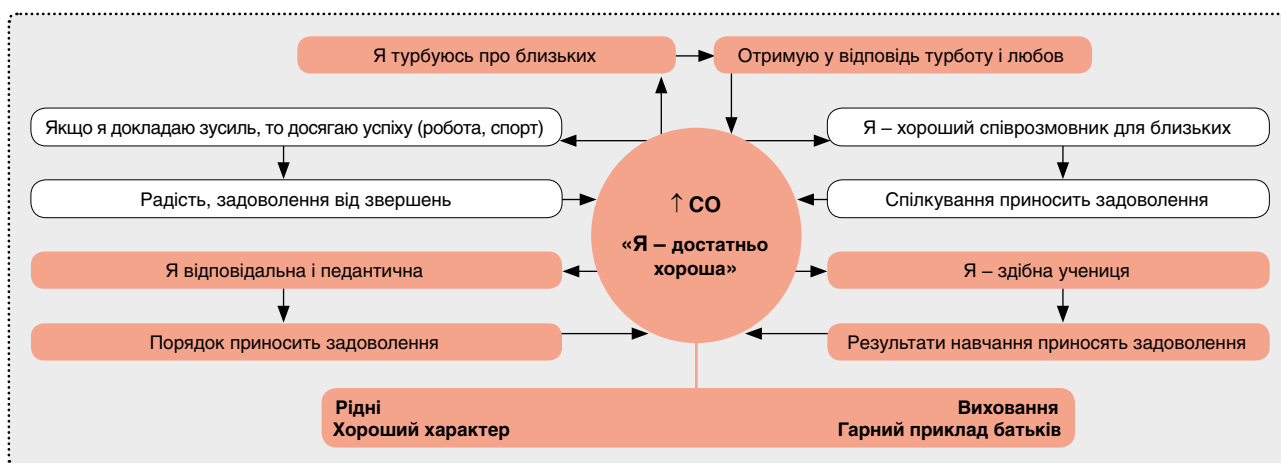 Я турбуюсь про близьких
Отримую у відповідь турботу і любов
Якщо я докладаю зусиль, то досягаю успіху (робота, спорт)
Я – хороший співрозмовник для близьких
Радість, задоволення від звершень
Спілкування приносить задоволення
↑ СО
«Я – достатньо
хороша»
Я відповідальна і педантична
Я – здібна учениця
Порядок приносить задоволення
Результати навчання приносять задоволення
Рідні
Хороший характер
Виховання
Гарний приклад батьків